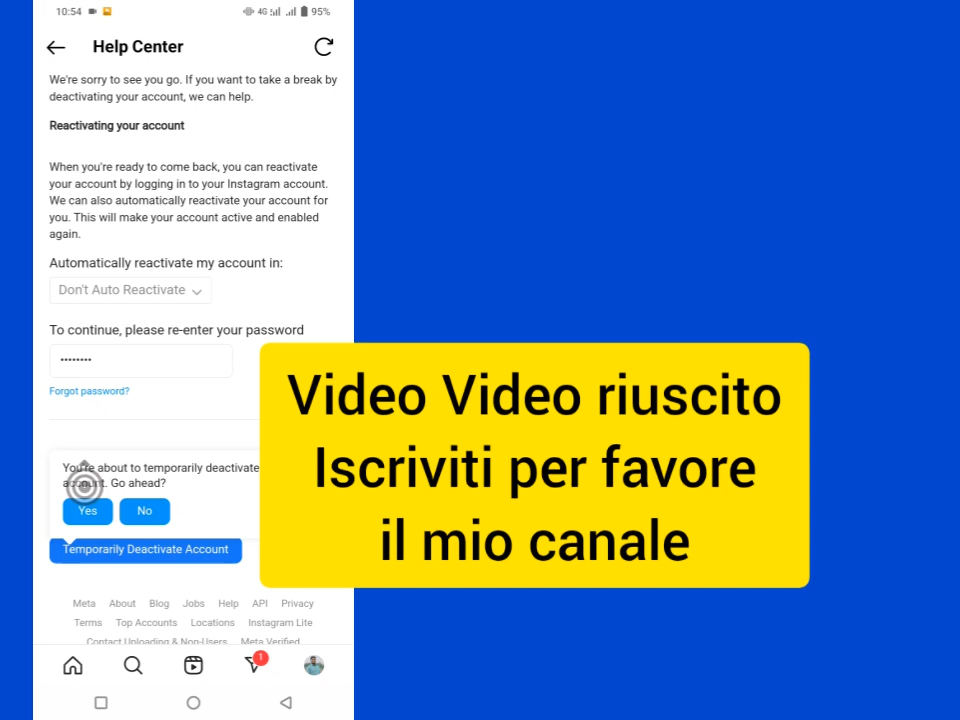 10:54
4G
95%
Help Center
We're sorry to see you go. If you want to take a break by
deactivating your account, we can help.
Reactivating your account
When you're ready to come back, you can reactivate
your account by logging in to your Instagram account.
We can also automatically reactivate your account for
you. This will make your account active and enabled
again.
Automatically reactivate my account in:
Don't Auto Reactivate
To continue, please re-enter your password
••••••••
Forgot password?
You're about to temporarily deactivate
account. Go ahead?
Yes No
Temporarily Deactivate Account
Video Video riuscito
Iscriviti per favore
il mio canale
Meta About Blog Jobs Help API Privacy
Terms Top Accounts Locations Instagram Lite
Contact Uploading & Non-Users Meta Verified
1